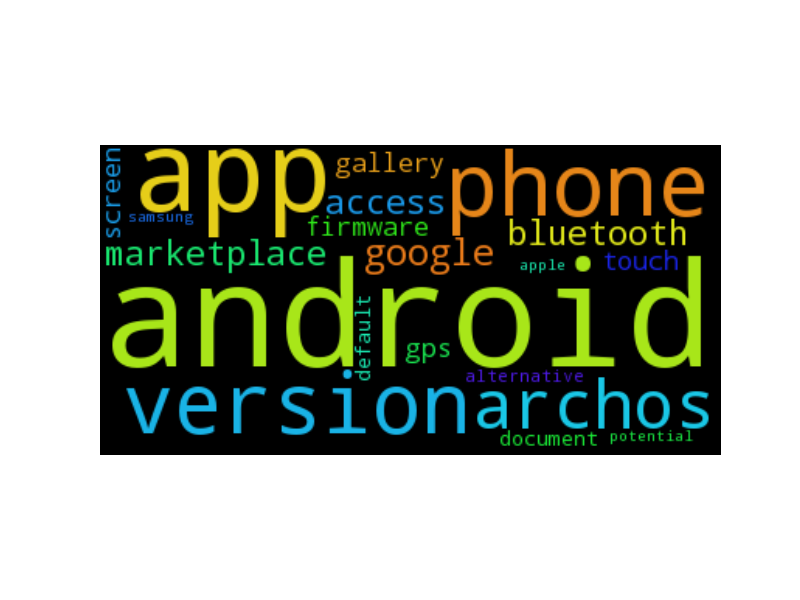 screen
app
gallery
phone
samsung
access
firmware
bluetooth
marketplace
google
apple
touch
android
default
gps
alternative
version
archos
document
potential